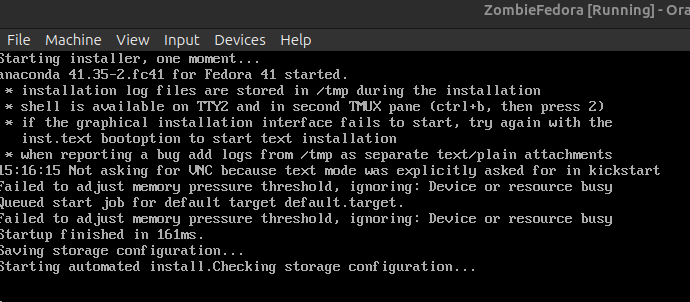 ZombieFedora [Running] - Ora
File Machine View Input Devices Help
Starting installer, one moment...
anaconda 41.35-2.fc41 for Fedora 41 started.
* installation log files are stored in /tmp during the installation
* shell is available on TTY2 and in second TMUX pane (ctrl+b, then press 2)
* if the graphical installation interface fails to start, try again with the
inst.text bootoption to start text installation
* when reporting a bug add logs from /tmp as separate text/plain attachments
15:16:15 Not asking for VNC because text mode was explicitly asked for in kickstart
Failed to adjust memory pressure threshold, ignoring: Device or resource busy
Queued start job for default target default.target.
Failed to adjust memory pressure threshold, ignoring: Device or resource busy
Startup finished in 161ms.
Saving storage configuration...
Starting automated install.Checking storage configuration...